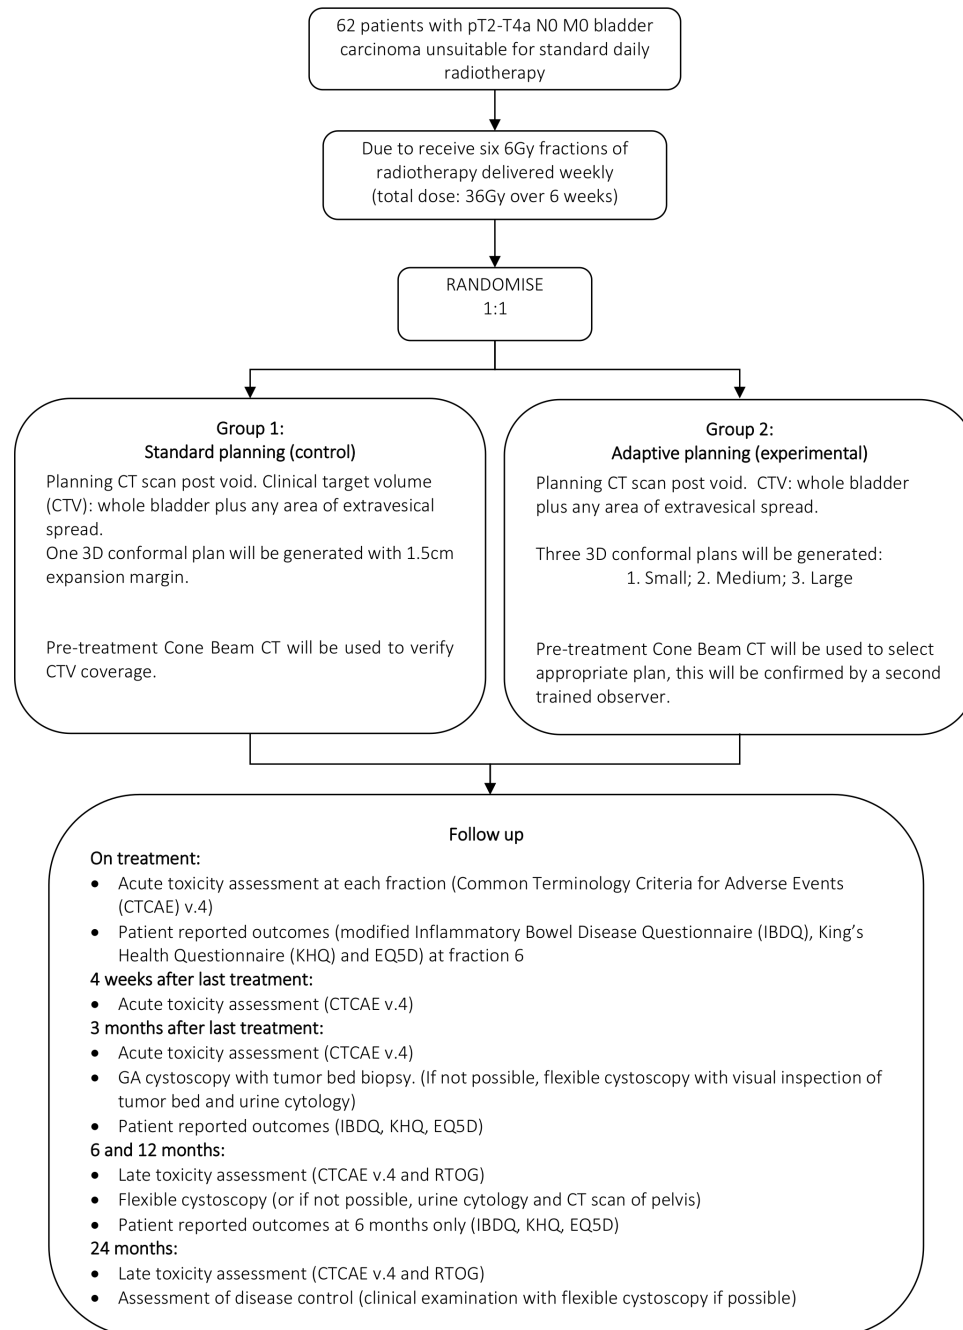 62 patients with pT2-T4a N0 M0 bladder
carcinoma unsuitable for standard daily
radiotherapy
Due to receive six 6Gy fractions of
radiotherapy delivered weekly
(total dose: 36Gy over 6 weeks)
RANDOMISE
1:1
Group 1:
Standard planning (control)
Planning CT scan post void. Clinical target volume
(CTV): whole bladder plus any area of extravesical
spread.
One 3D conformal plan will be generated with 1.5cm
expansion margin.
Pre-treatment Cone Beam CT will be used to verify
CTV coverage.
Group 2:
Adaptive planning (experimental)
Planning CT scan post void.  CTV: whole bladder
plus any area of extravesical spread.
Three 3D conformal plans will be generated:
1. Small; 2. Medium; 3. Large
Pre-treatment Cone Beam CT will be used to select
appropriate plan, this will be confirmed by a second
trained observer.
Follow up
On treatment:
• Acute toxicity assessment at each fraction (Common Terminology Criteria for Adverse Events
(CTCAE) v.4)
• Patient reported outcomes (modified Inflammatory Bowel Disease Questionnaire (IBDQ), King's
Health Questionnaire (KHQ) and EQ5D) at fraction 6
4 weeks after last treatment:
• Acute toxicity assessment (CTCAE v.4)
3 months after last treatment:
• Acute toxicity assessment (CTCAE v.4)
• GA cystoscopy with tumor bed biopsy. (If not possible, flexible cystoscopy with visual inspection of
tumor bed and urine cytology)
• Patient reported outcomes (IBDQ, KHQ, EQ5D)
6 and 12 months:
• Late toxicity assessment (CTCAE v.4 and RTOG)
• Flexible cystoscopy (or if not possible, urine cytology and CT scan of pelvis)
• Patient reported outcomes at 6 months only (IBDQ, KHQ, EQ5D)
24 months:
• Late toxicity assessment (CTCAE v.4 and RTOG)
• Assessment of disease control (clinical examination with flexible cystoscopy if possible)